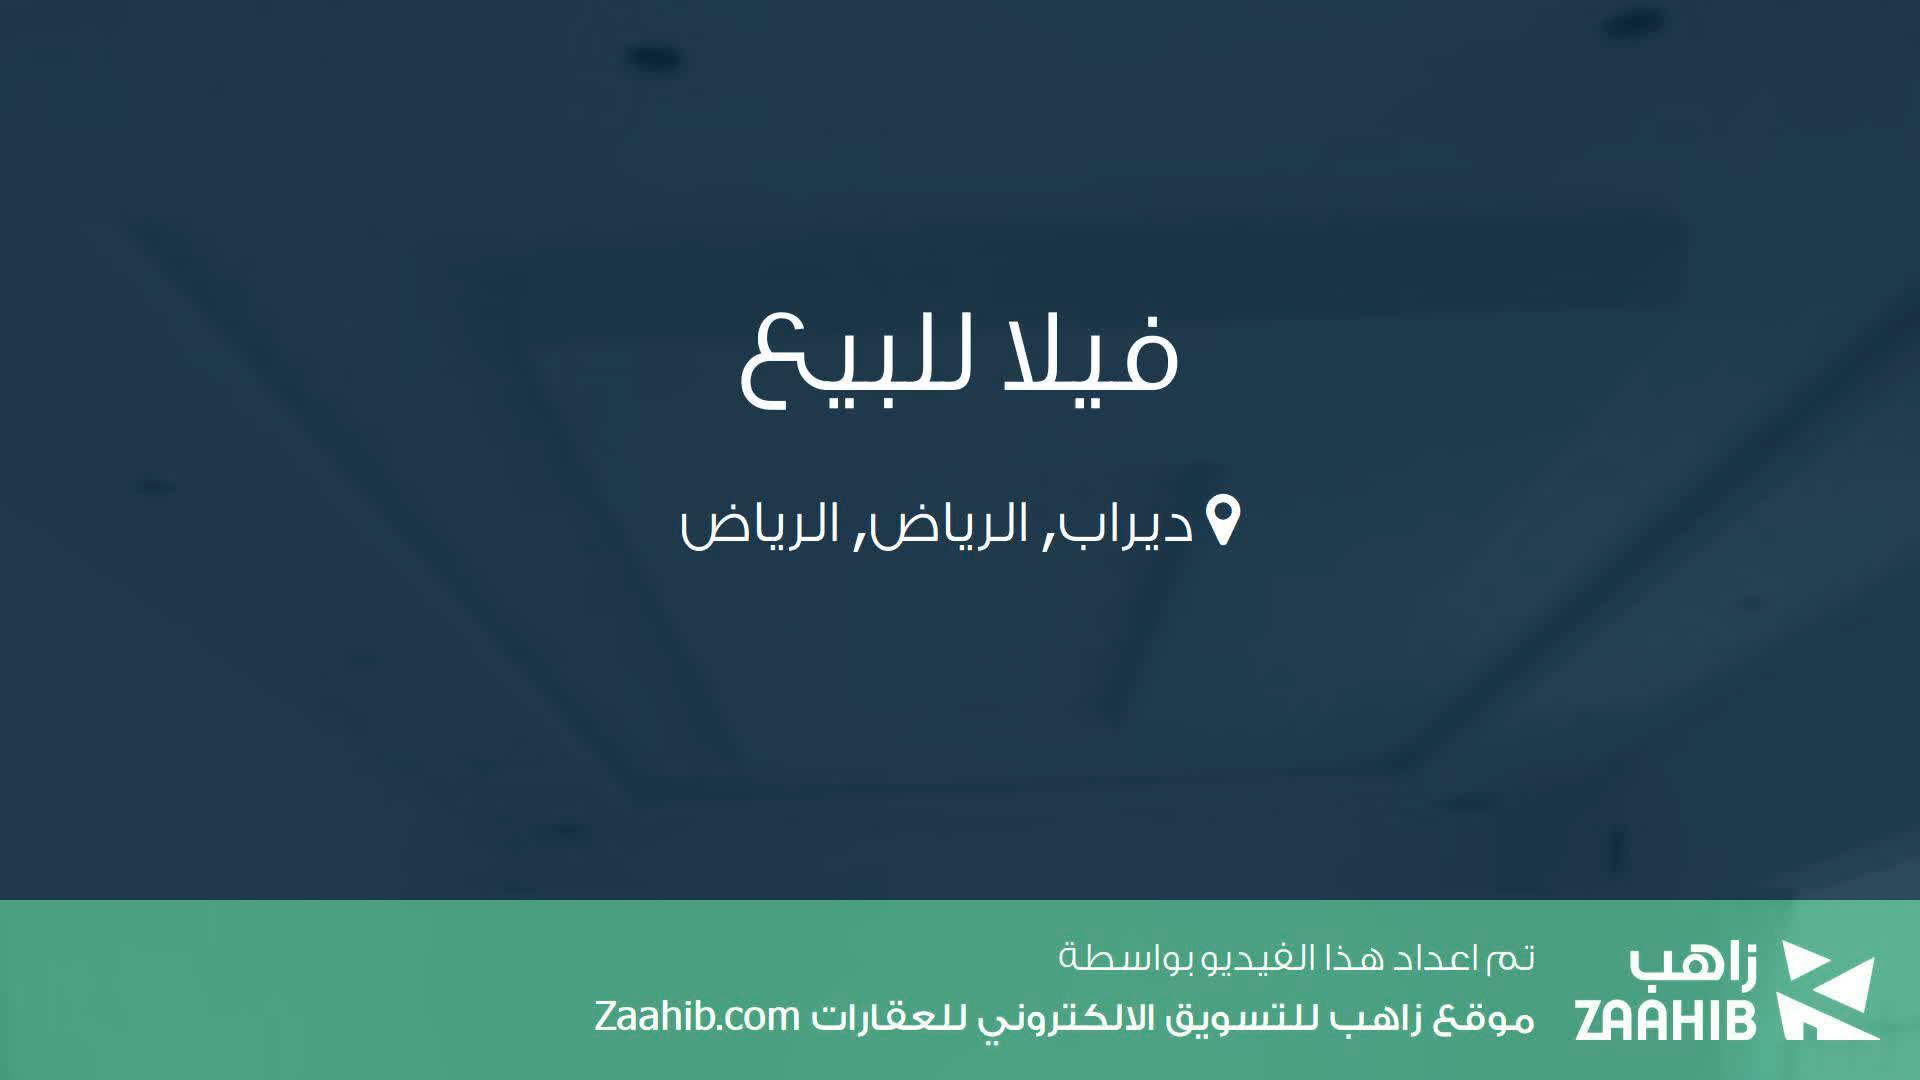 فيلا للبيع
ديراب, الرياض, الرياض
تم اعداد هذا الفيديو بواسطة
موقع زاهب للتسويق الالكتروني للعقارات Zaahib.com
زاهب
ZAAHIB